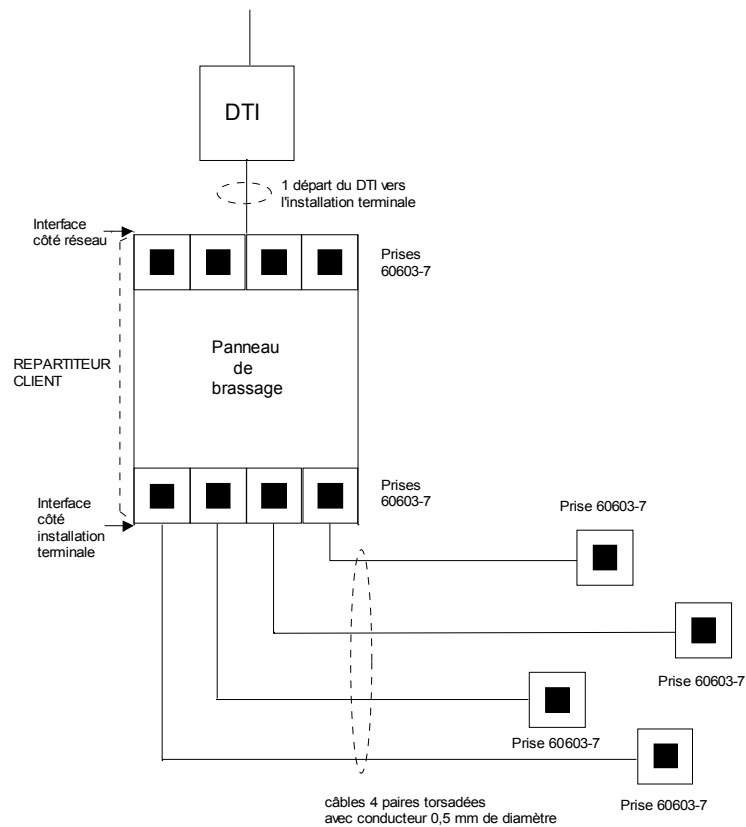 DTI
1 départ du DTI vers
l'installation terminale
Interface
côté réseau
Prises
60603-7
REPARTITEUR
CLIENT
Panneau
de
brassage
Prises
60603-7
Interface
côté
installation
terminale
Prise 60603-7
Prise 60603-7
Prise 60603-7
Prise 60603-7
câbles 4 paires torsadées
avec conducteur 0,5 mm de diamètre